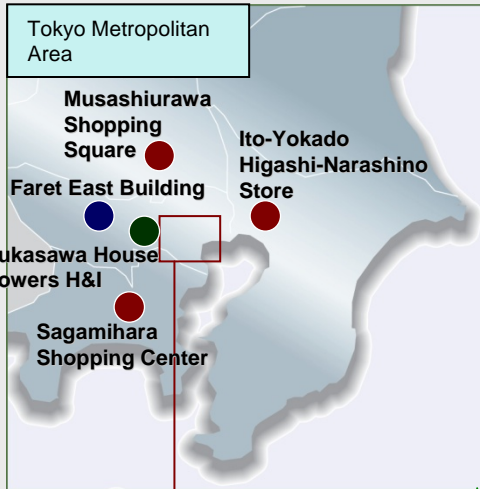 Tokyo Metropolitan
Area
Musashiurawa
Shopping
Square
Ito-Yokado
Higashi-Narashino
Store
Faret East Building
ukasawa House
owers H&I
Sagamihara
Shopping Center